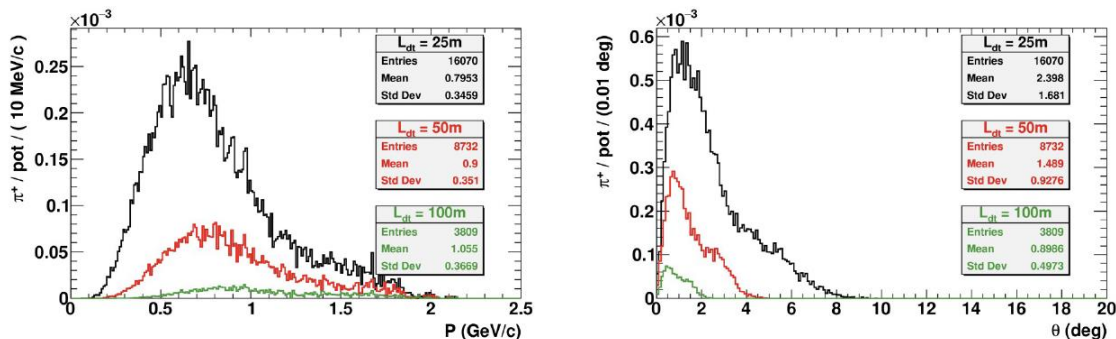 ×10⁻³
π⁺ / pot / ( 10 MeV/c)
0.25
0.2
0.15
0.1
0.05
0
0 0.5 1 1.5 2 2.5
P (GeV/c)
L_dt = 25m
Entries 16070
Mean 0.7953
Std Dev 0.3459
L_dt = 50m
Entries 8732
Mean 0.9
Std Dev 0.351
L_dt = 100m
Entries 3809
Mean 1.055
Std Dev 0.3669
×10⁻³
π⁺ / pot / (0.01 deg)
0.6
0.5
0.4
0.3
0.2
0.1
0
0 2 4 6 8 10 12 14 16 18 20
θ (deg)
L_dt = 25m
Entries 16070
Mean 2.398
Std Dev 1.681
L_dt = 50m
Entries 8732
Mean 1.489
Std Dev 0.9276
L_dt = 100m
Entries 3809
Mean 0.8986
Std Dev 0.4973